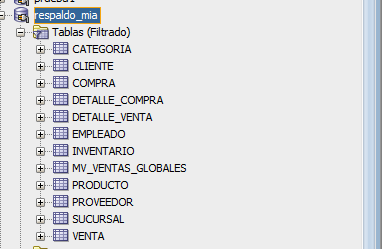 respaldo_mia
Tablas (Filtrado)
CATEGORIA
CLIENTE
COMPRA
DETALLE_COMPRA
DETALLE_VENTA
EMPLEADO
INVENTARIO
MV_VENTAS_GLOBALES
PRODUCTO
PROVEEDOR
SUCURSAL
VENTA